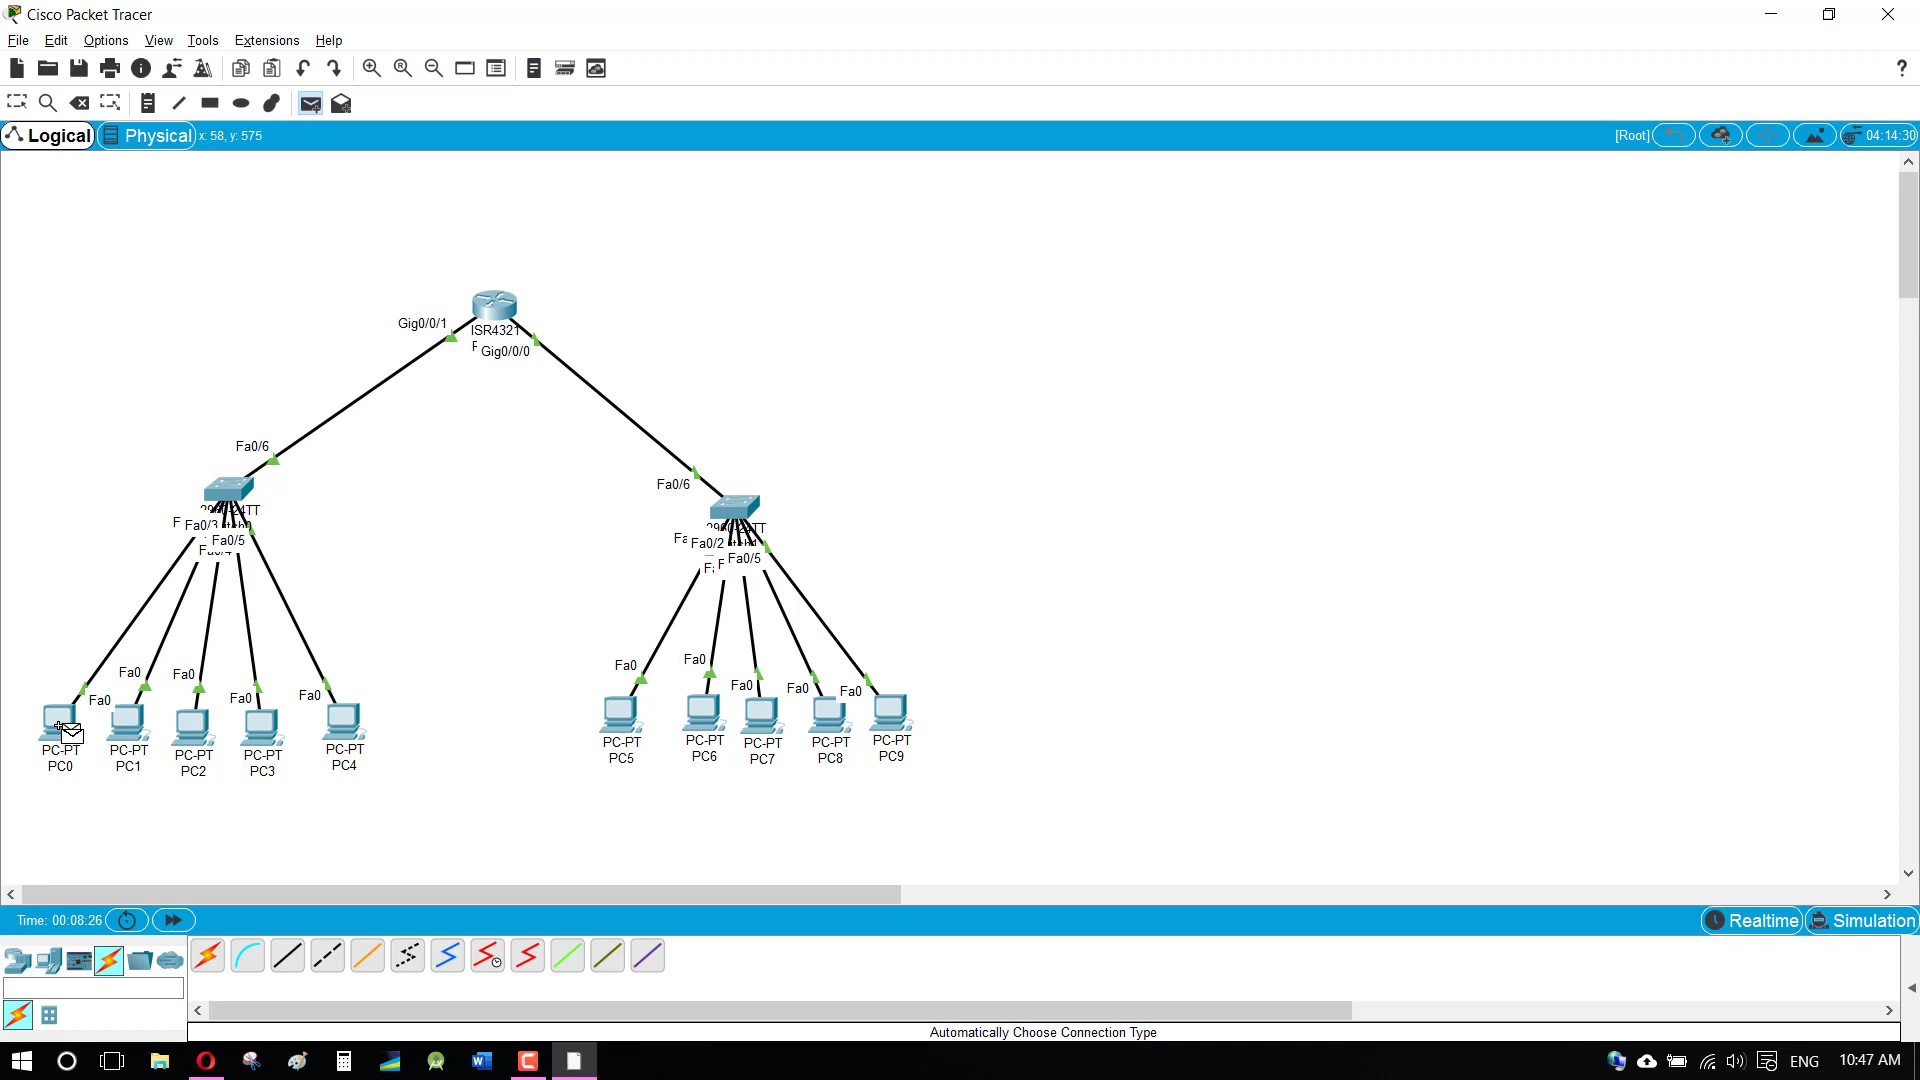 Cisco Packet Tracer
File Edit Options View Tools Extensions Help
?
Logical Physical x: 58, y: 575 [Root] 04:14:30
Gig0/0/1
ISR4321
Gig0/0/0
Fa0/6
Fa0/6
Fa0/3
Fa0/5
Fa0/2
Fa0/5
Fa0 Fa0 Fa0 Fa0 Fa0
Fa0 Fa0 Fa0 Fa0 Fa0
PC-PT PC-PT PC-PT PC-PT PC-PT
PC0 PC1 PC2 PC3 PC4
PC-PT PC-PT PC-PT PC-PT PC-PT
PC5 PC6 PC7 PC8 PC9
Time: 00:08:26 Realtime Simulation
Automatically Choose Connection Type
ENG 10:47 AM